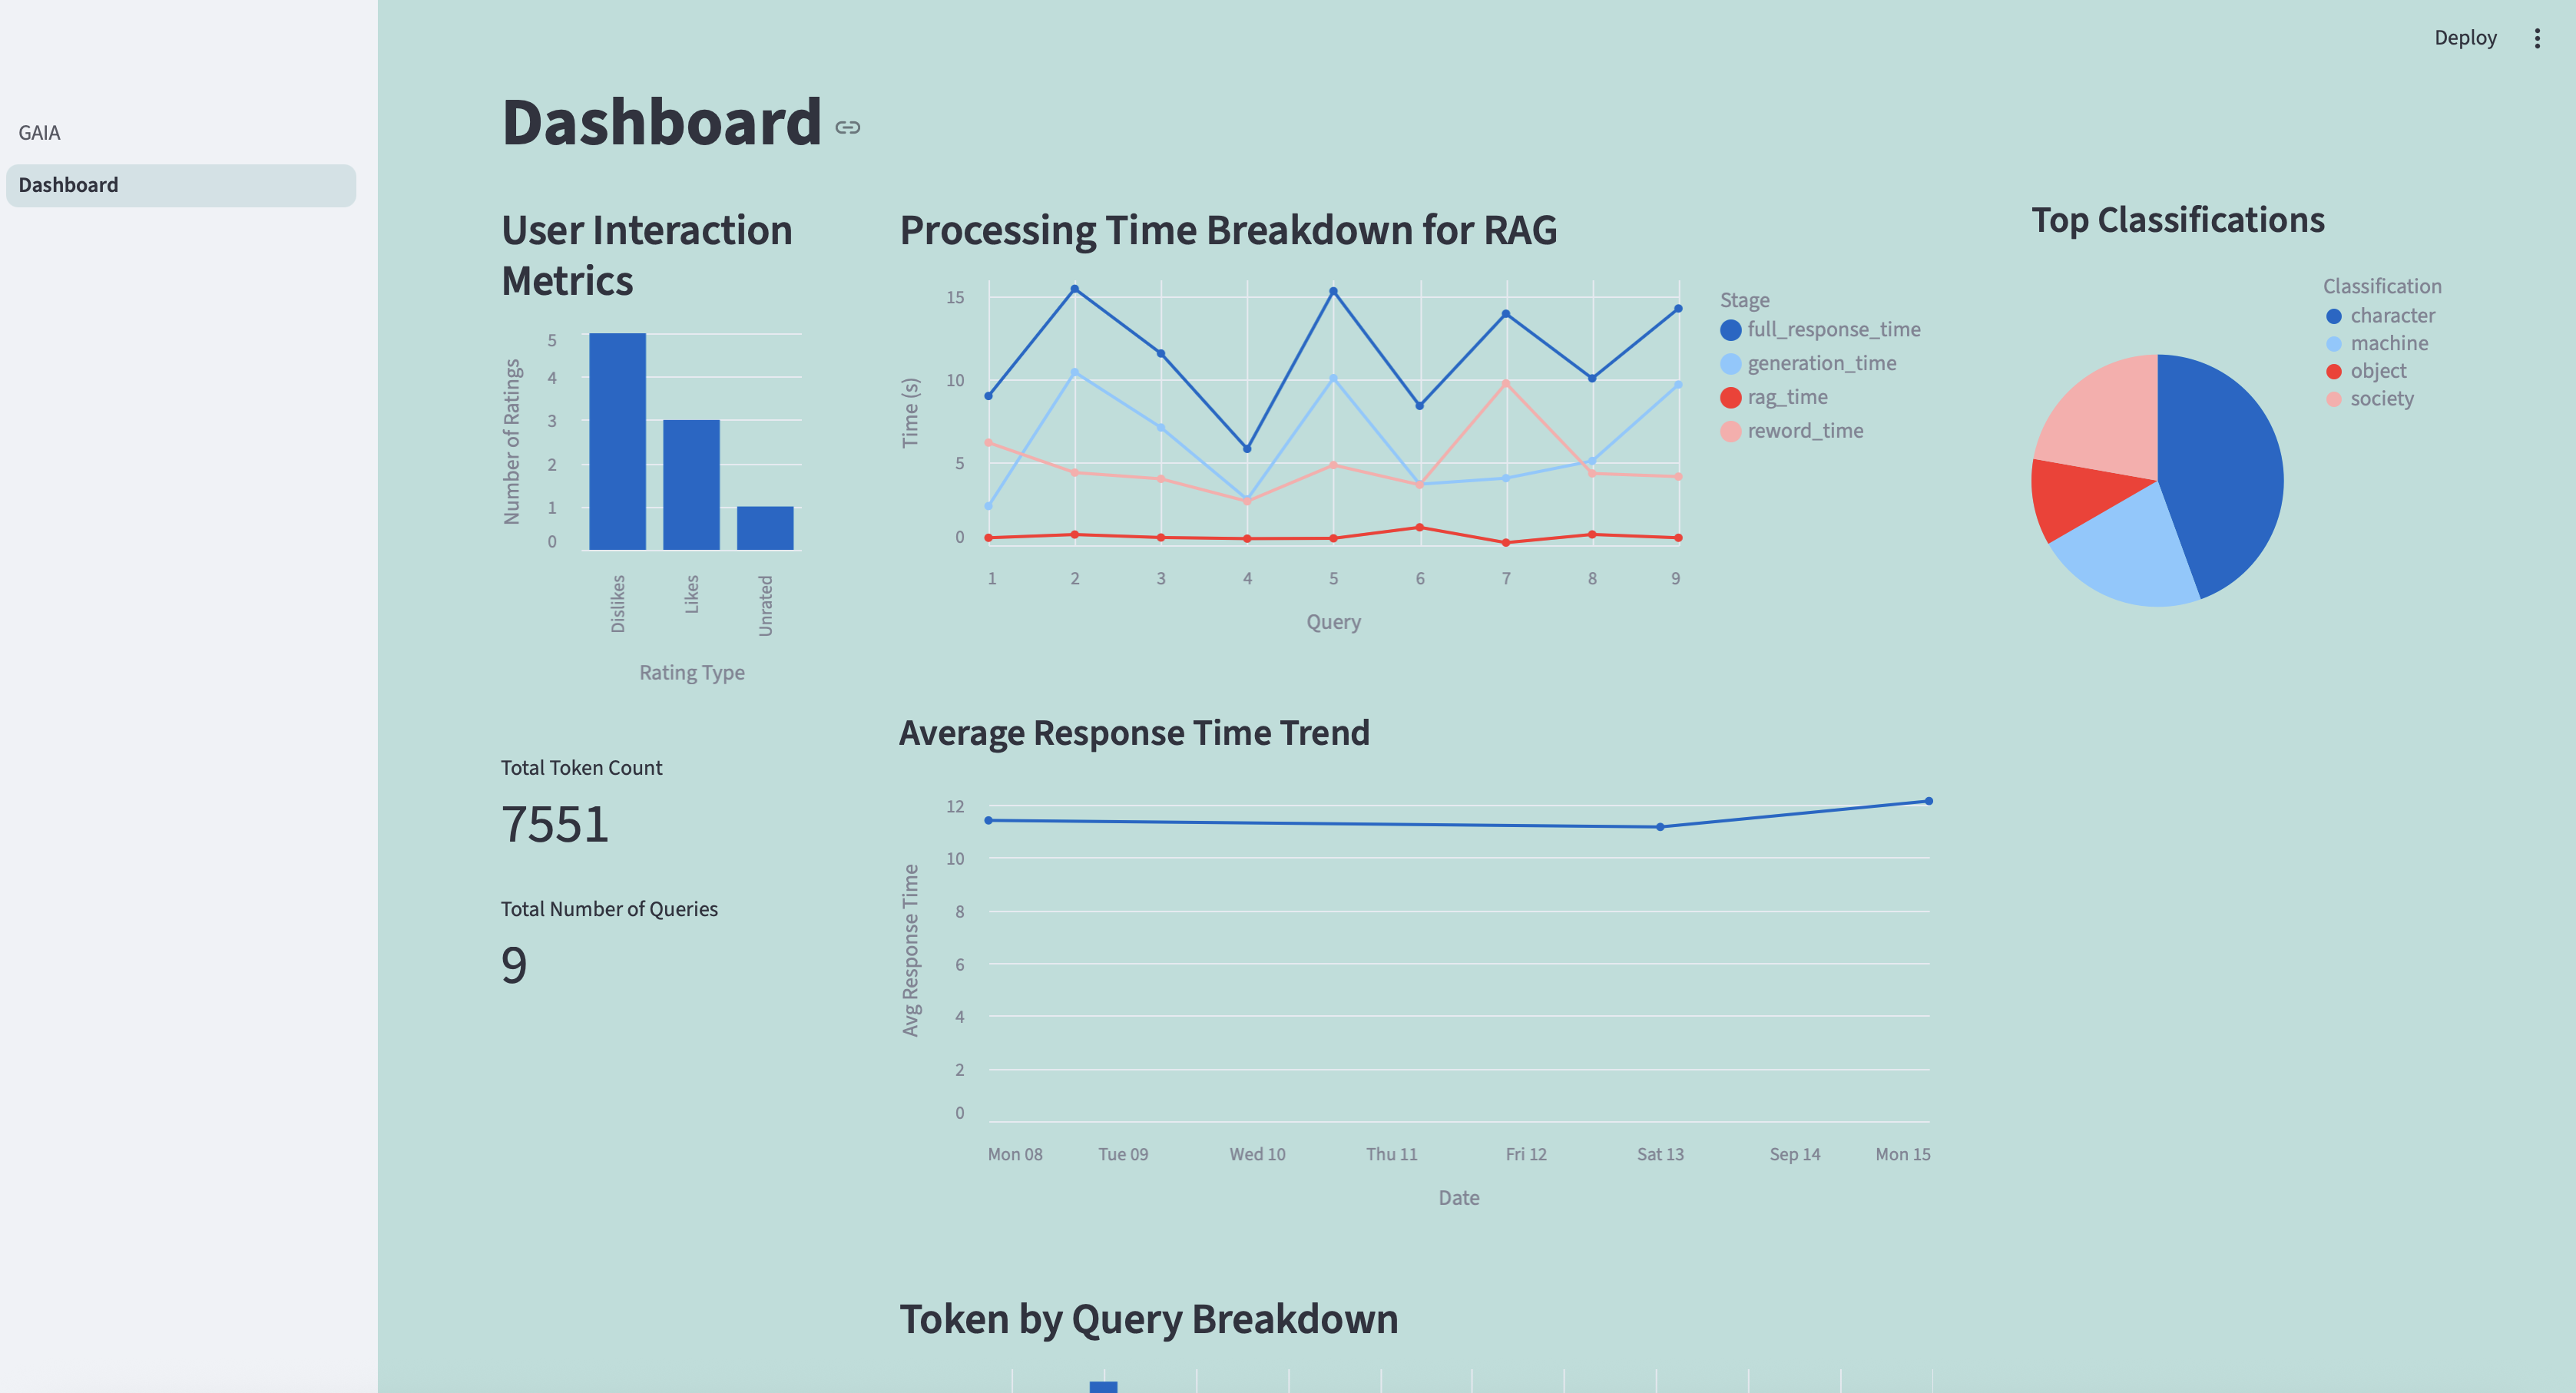 Deploy
GAIA
Dashboard
Dashboard
User Interaction
Metrics
5
4
3
2
1
0
Number of Ratings
Dislikes
Likes
Unrated
Rating Type
Total Token Count
7551
Total Number of Queries
9
Processing Time Breakdown for RAG
15
10
5
0
Time (s)
1 2 3 4 5 6 7 8 9
Query
Stage
full_response_time
generation_time
rag_time
reword_time
Average Response Time Trend
12
10
8
6
4
2
0
Avg Response Time
Mon 08 Tue 09 Wed 10 Thu 11 Fri 12 Sat 13 Sep 14 Mon 15
Date
Token by Query Breakdown
Top Classifications
Classification
character
machine
object
society